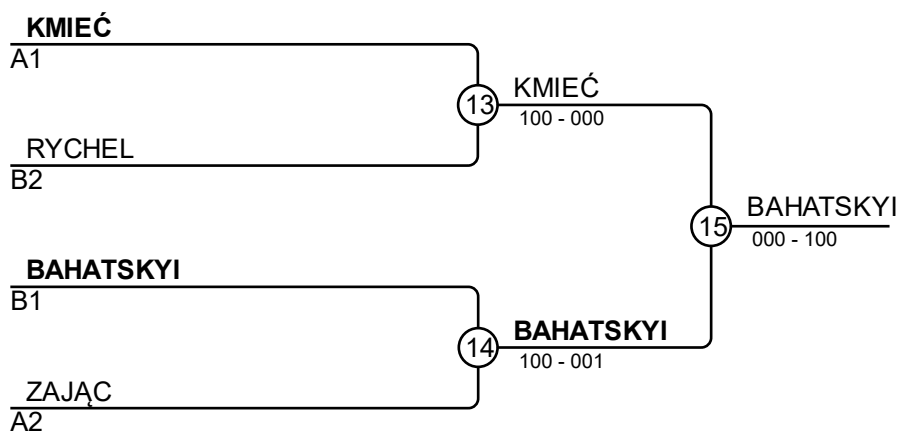 KMIEĆ
A1
13
KMIEĆ
100 - 000
RYCHEL
B2
15
BAHATSKYI
000 - 100
BAHATSKYI
B1
14
BAHATSKYI
100 - 001
ZAJĄC
A2